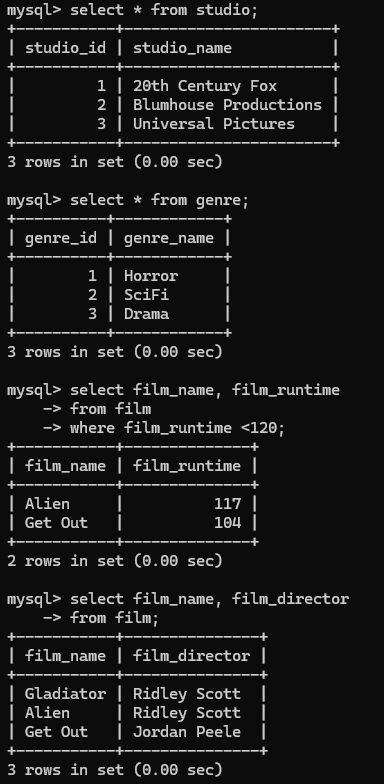 mysql> select * from studio;
+-----------+-----------------------+
| studio_id | studio_name           |
+-----------+-----------------------+
|         1 | 20th Century Fox      |
|         2 | Blumhouse Productions |
|         3 | Universal Pictures    |
+-----------+-----------------------+
3 rows in set (0.00 sec)

mysql> select * from genre;
+----------+------------+
| genre_id | genre_name |
+----------+------------+
|        1 | Horror     |
|        2 | SciFi      |
|        3 | Drama      |
+----------+------------+
3 rows in set (0.00 sec)

mysql> select film_name, film_runtime
    -> from film
    -> where film_runtime <120;
+-----------+--------------+
| film_name | film_runtime |
+-----------+--------------+
| Alien     |          117 |
| Get Out   |          104 |
+-----------+--------------+
2 rows in set (0.00 sec)

mysql> select film_name, film_director
    -> from film;
+-----------+---------------+
| film_name | film_director |
+-----------+---------------+
| Gladiator | Ridley Scott  |
| Alien     | Ridley Scott  |
| Get Out   | Jordan Peele  |
+-----------+---------------+
3 rows in set (0.00 sec)